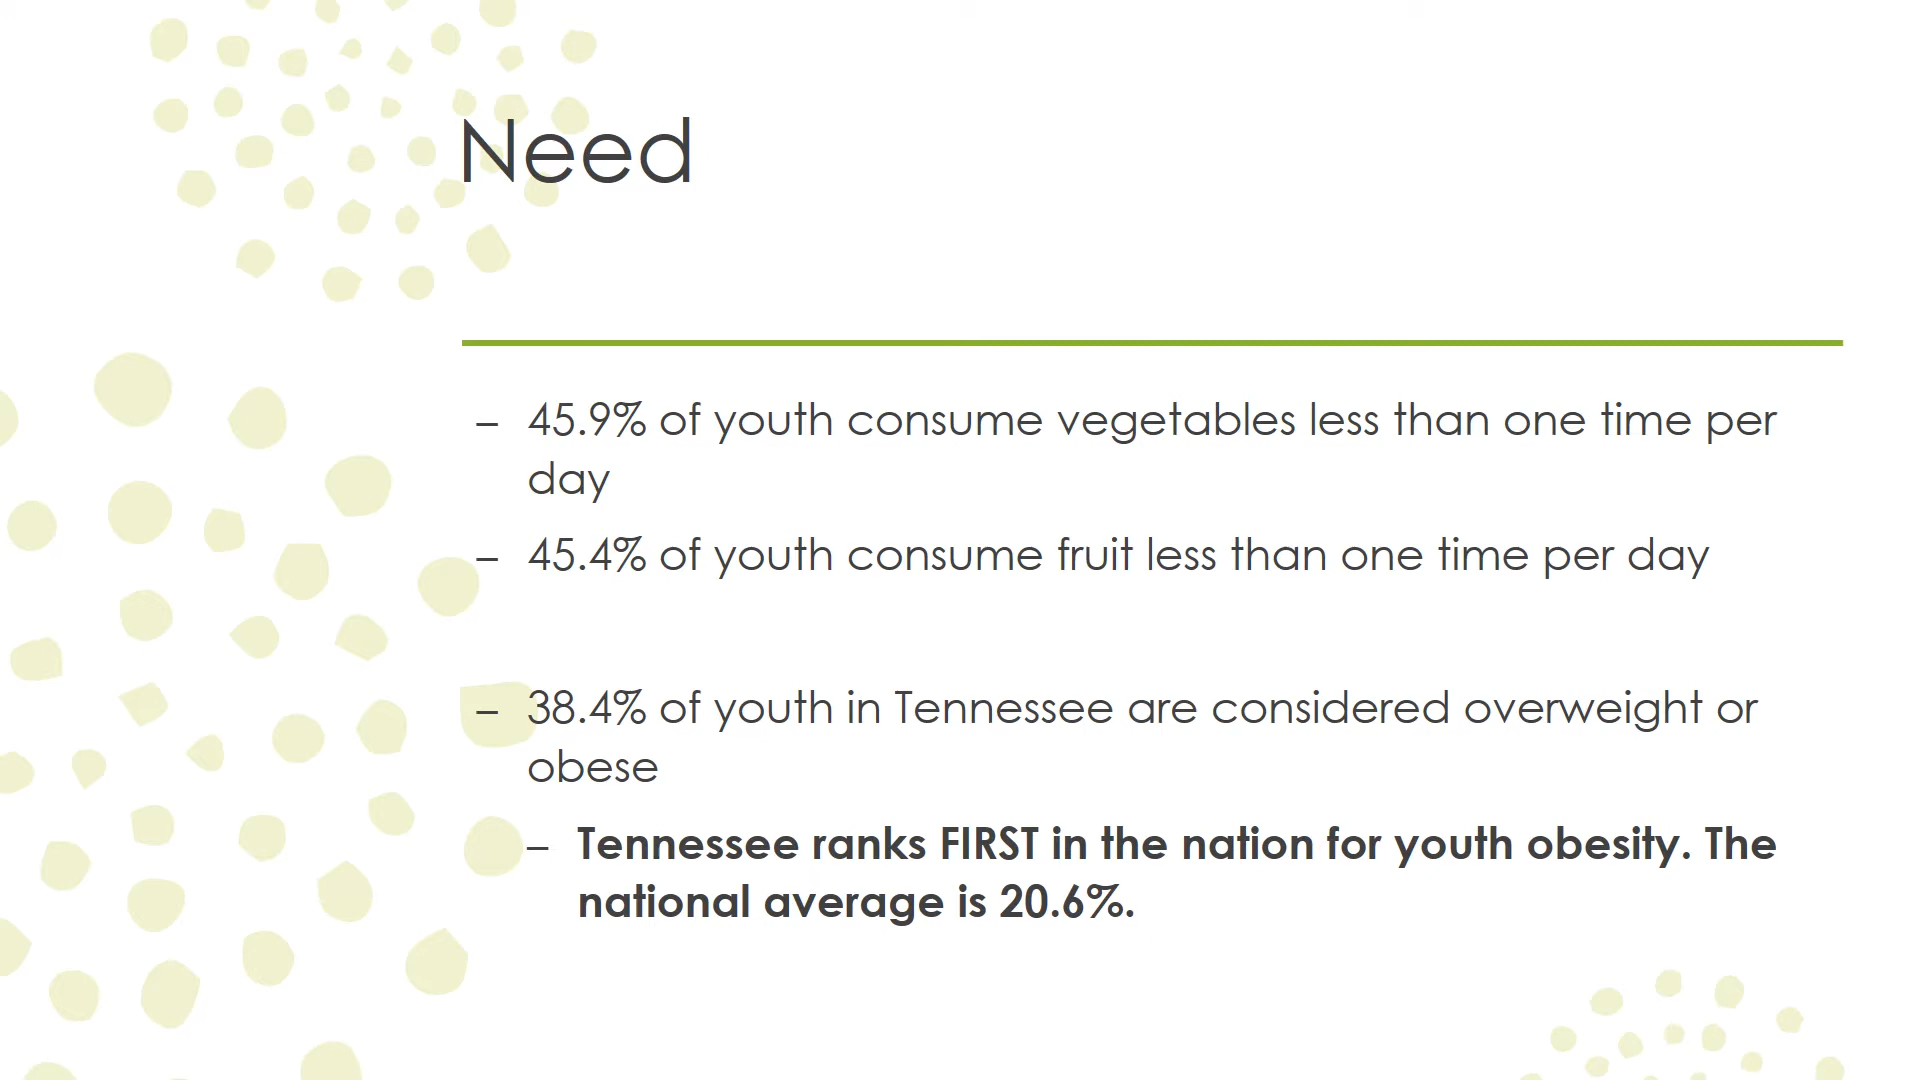 Need
– 45.9% of youth consume vegetables less than one time per
day
– 45.4% of youth consume fruit less than one time per day
– 38.4% of youth in Tennessee are considered overweight or
obese
– Tennessee ranks FIRST in the nation for youth obesity. The
national average is 20.6%.